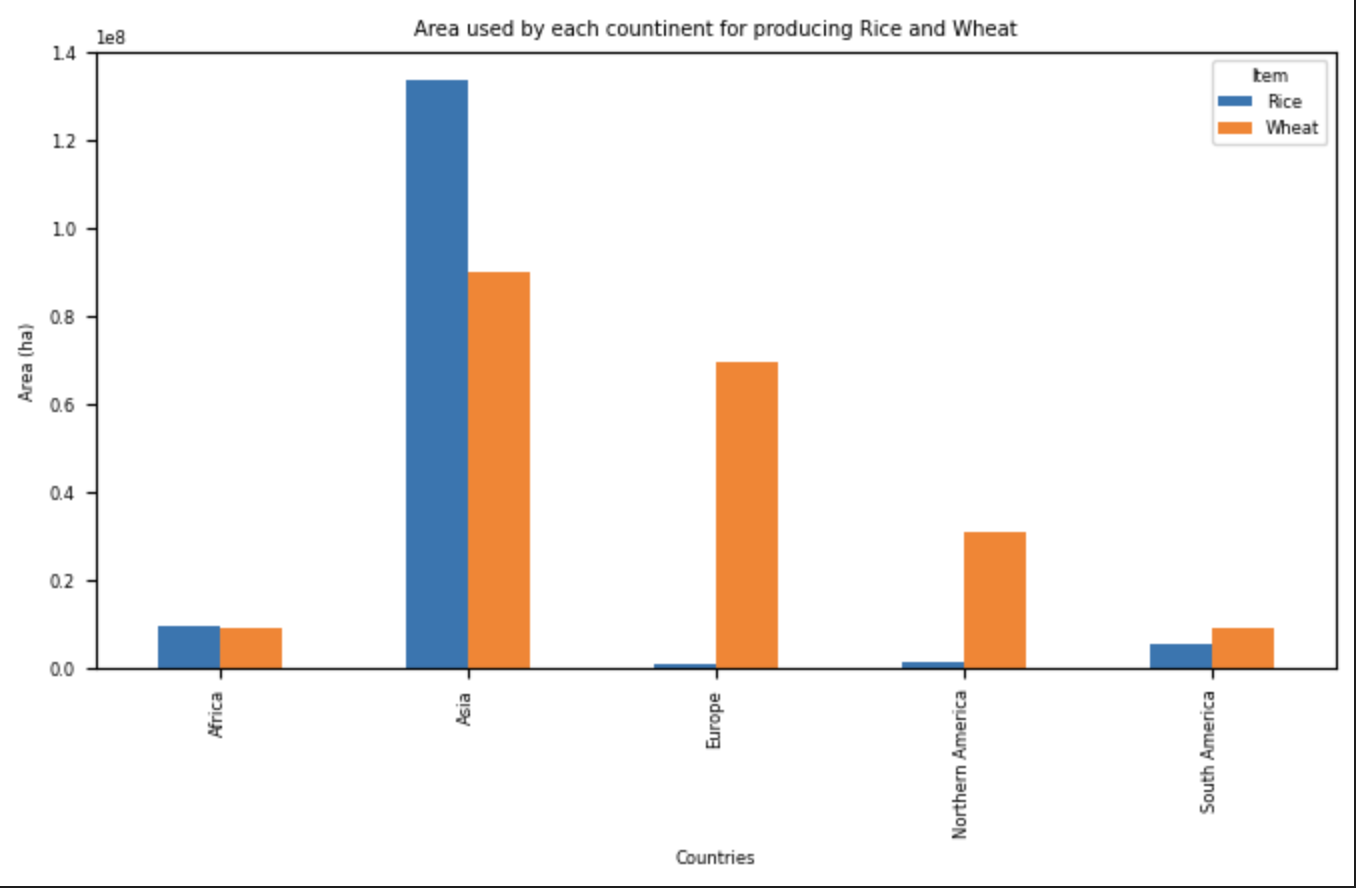 Area used by each countinent for producing Rice and Wheat
1e8
1.4
1.2
1.0
0.8
0.6
0.4
0.2
0.0
Area (ha)
Item
Rice
Wheat
Africa
Asia
Europe
Northern America
South America
Countries